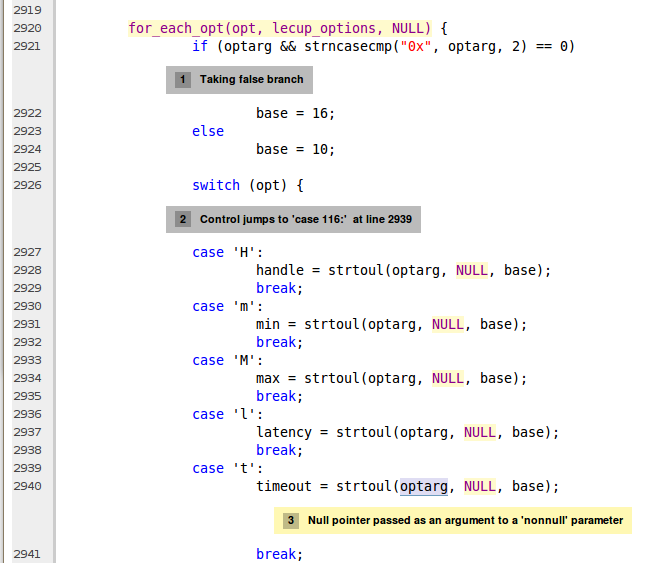 2919
2920 for_each_opt(opt, lecup_options, NULL) {
2921 if (optarg && strncasecmp("0x", optarg, 2) == 0)
1 Taking false branch
2922 base = 16;
2923 else
2924 base = 10;
2925
2926 switch (opt) {
2 Control jumps to 'case 116:' at line 2939
2927 case 'H':
2928 handle = strtoul(optarg, NULL, base);
2929 break;
2930 case 'm':
2931 min = strtoul(optarg, NULL, base);
2932 break;
2933 case 'M':
2934 max = strtoul(optarg, NULL, base);
2935 break;
2936 case 'l':
2937 latency = strtoul(optarg, NULL, base);
2938 break;
2939 case 't':
2940 timeout = strtoul(optarg, NULL, base);
3 Null pointer passed as an argument to a 'nonnull' parameter
2941 break;